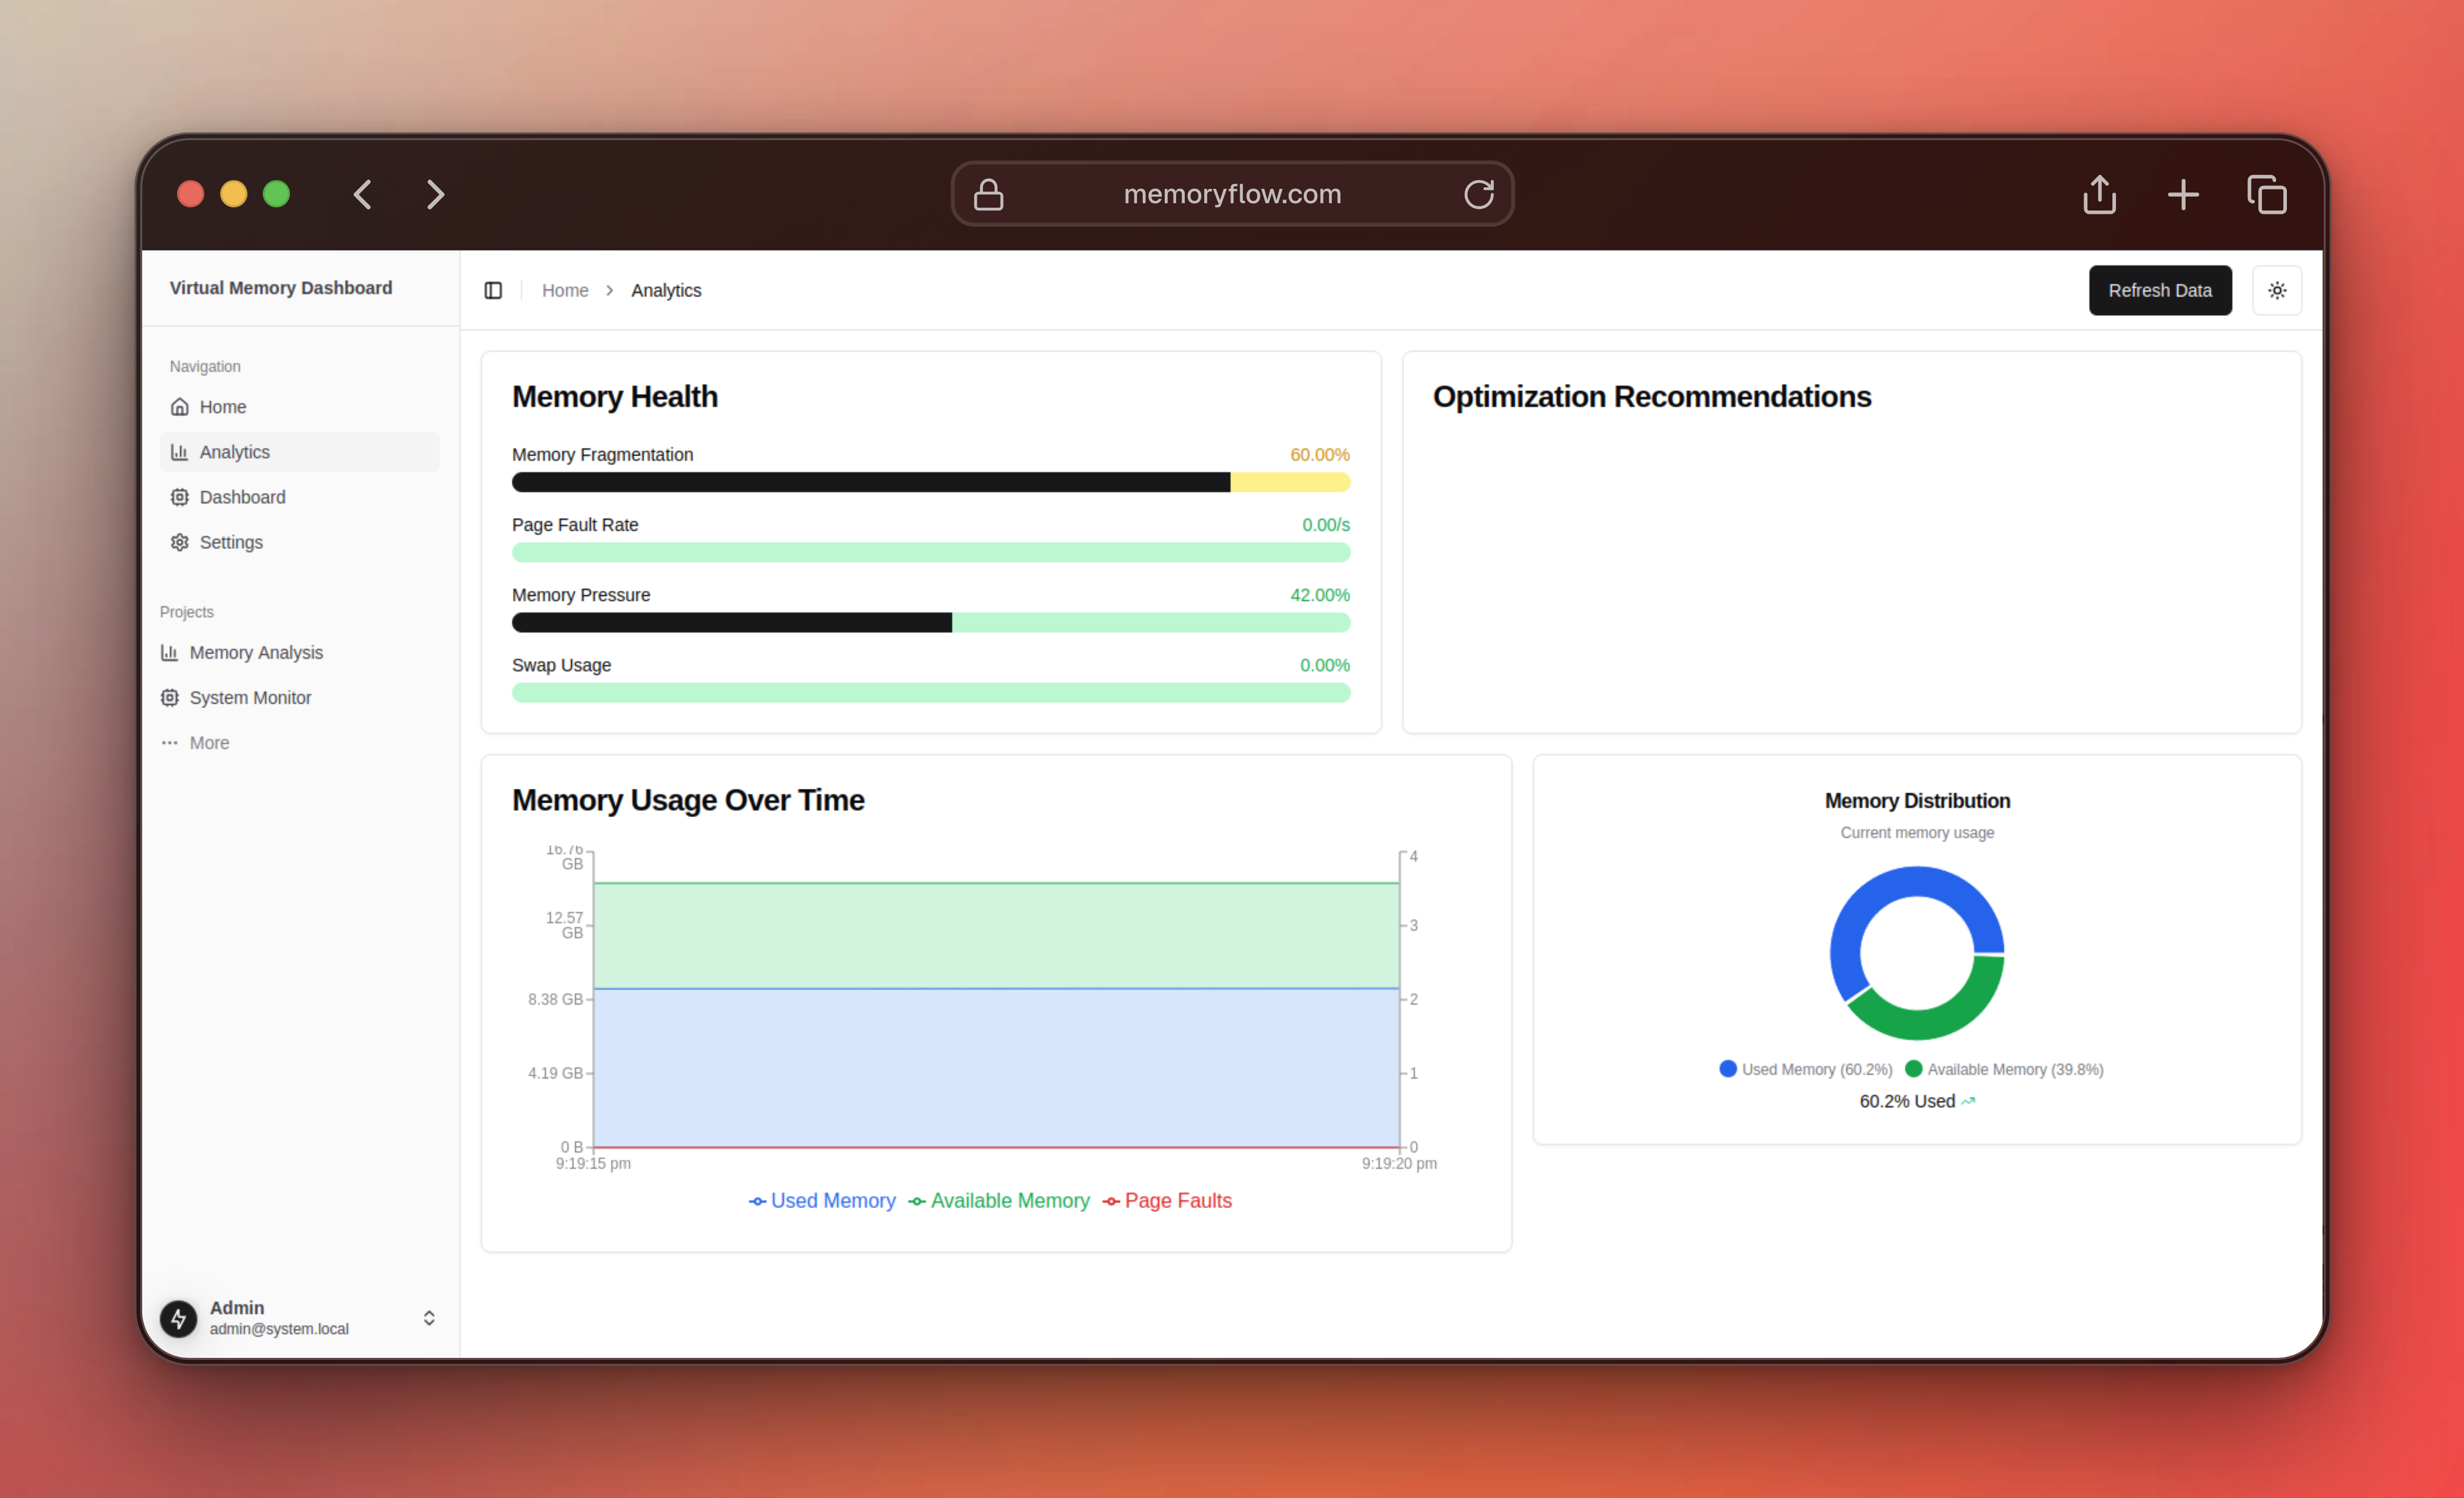 memoryflow.com
Virtual Memory Dashboard
Navigation
Home
Analytics
Dashboard
Settings
Projects
Memory Analysis
System Monitor
More
Admin
admin@system.local
Home > Analytics
Refresh Data
Memory Health
Memory Fragmentation 60.00%
Page Fault Rate 0.00/s
Memory Pressure 42.00%
Swap Usage 0.00%
Optimization Recommendations
Memory Usage Over Time
16.76
GB
12.57
GB
8.38 GB
4.19 GB
0 B
4
3
2
1
0
9:19:15 pm 9:19:20 pm
Used Memory Available Memory Page Faults
Memory Distribution
Current memory usage
Used Memory (60.2%) Available Memory (39.8%)
60.2% Used